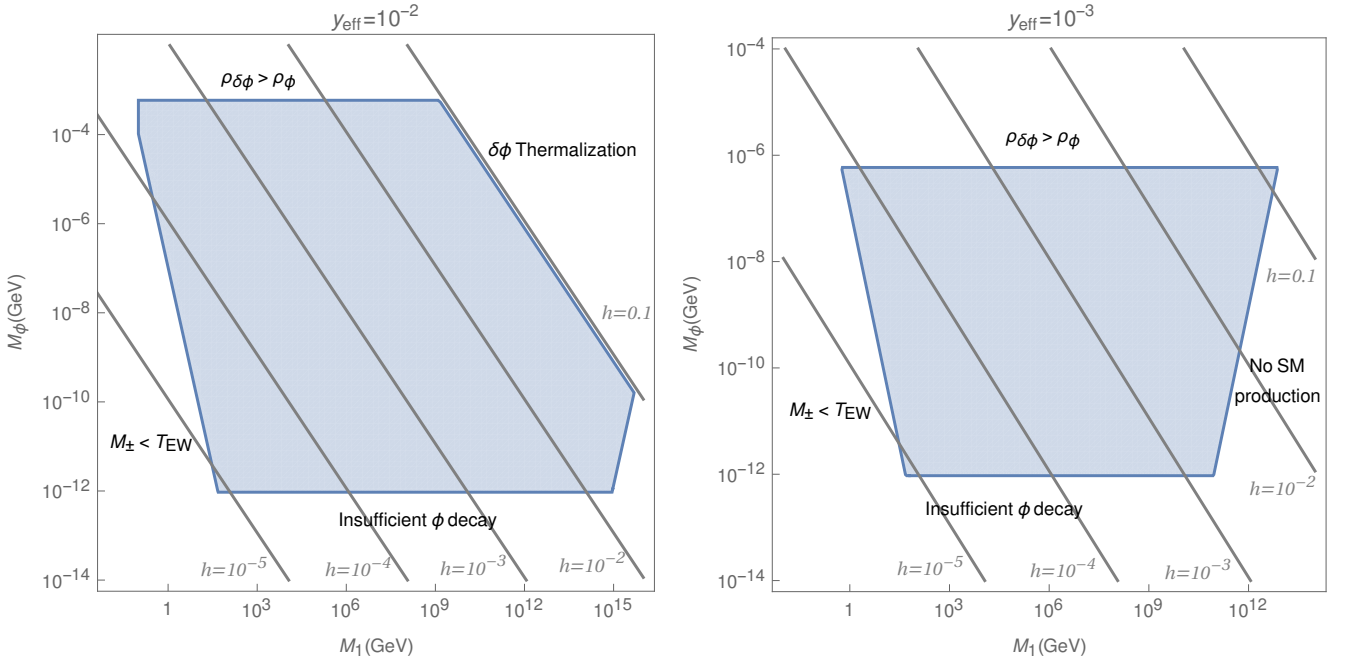 y_eff=10^−2
ρ_δϕ > ρ_ϕ
δϕ Thermalization
h=0.1
M_± < T_EW
Insufficient ϕ decay
h=10^−5
h=10^−4
h=10^−3
h=10^−2
10^−4
10^−6
10^−8
10^−10
10^−12
10^−14
M_ϕ(GeV)
1
10^3
10^6
10^9
10^12
10^15
M_1(GeV)
y_eff=10^−3
ρ_δϕ > ρ_ϕ
h=0.1
No SM
production
M_± < T_EW
h=10^−2
Insufficient ϕ decay
h=10^−5
h=10^−4
h=10^−3
10^−4
10^−6
10^−8
10^−10
10^−12
10^−14
M_ϕ(GeV)
1
10^3
10^6
10^9
10^12
M_1(GeV)